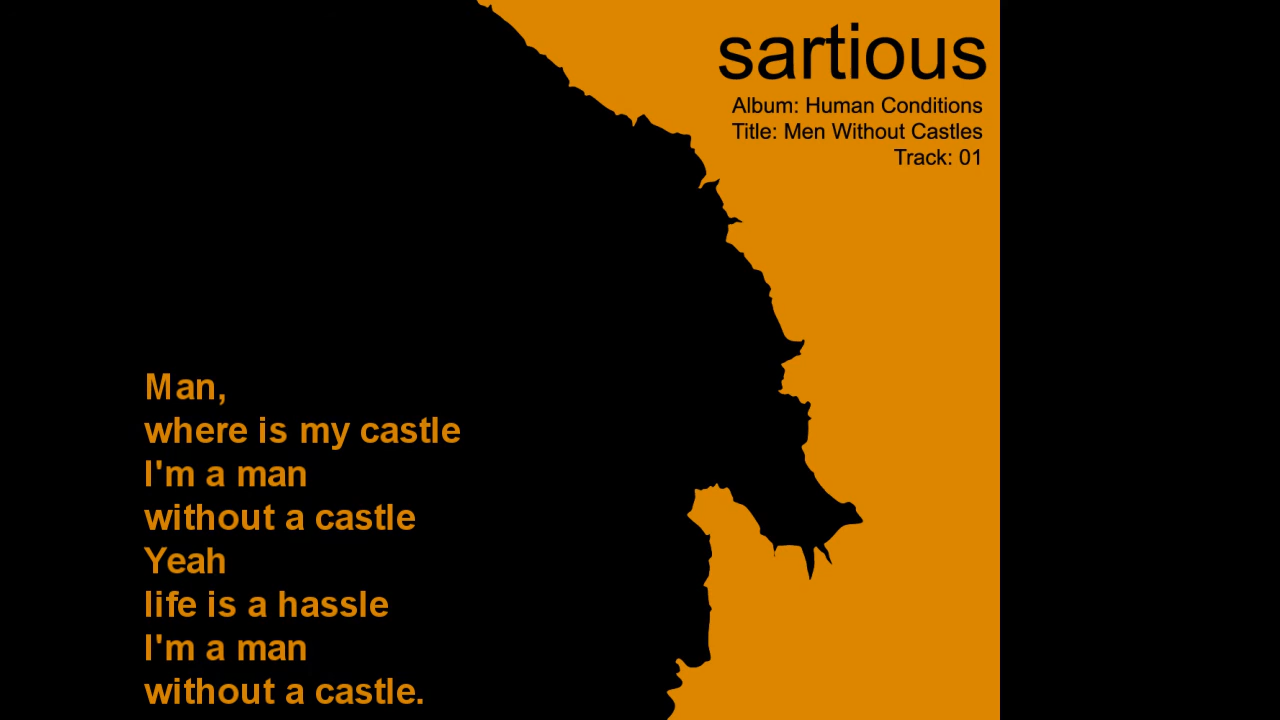 sartious
Album: Human Conditions
Title: Men Without Castles
Track: 01
Man,
where is my castle
I'm a man
without a castle
Yeah
life is a hassle
I'm a man
without a castle.